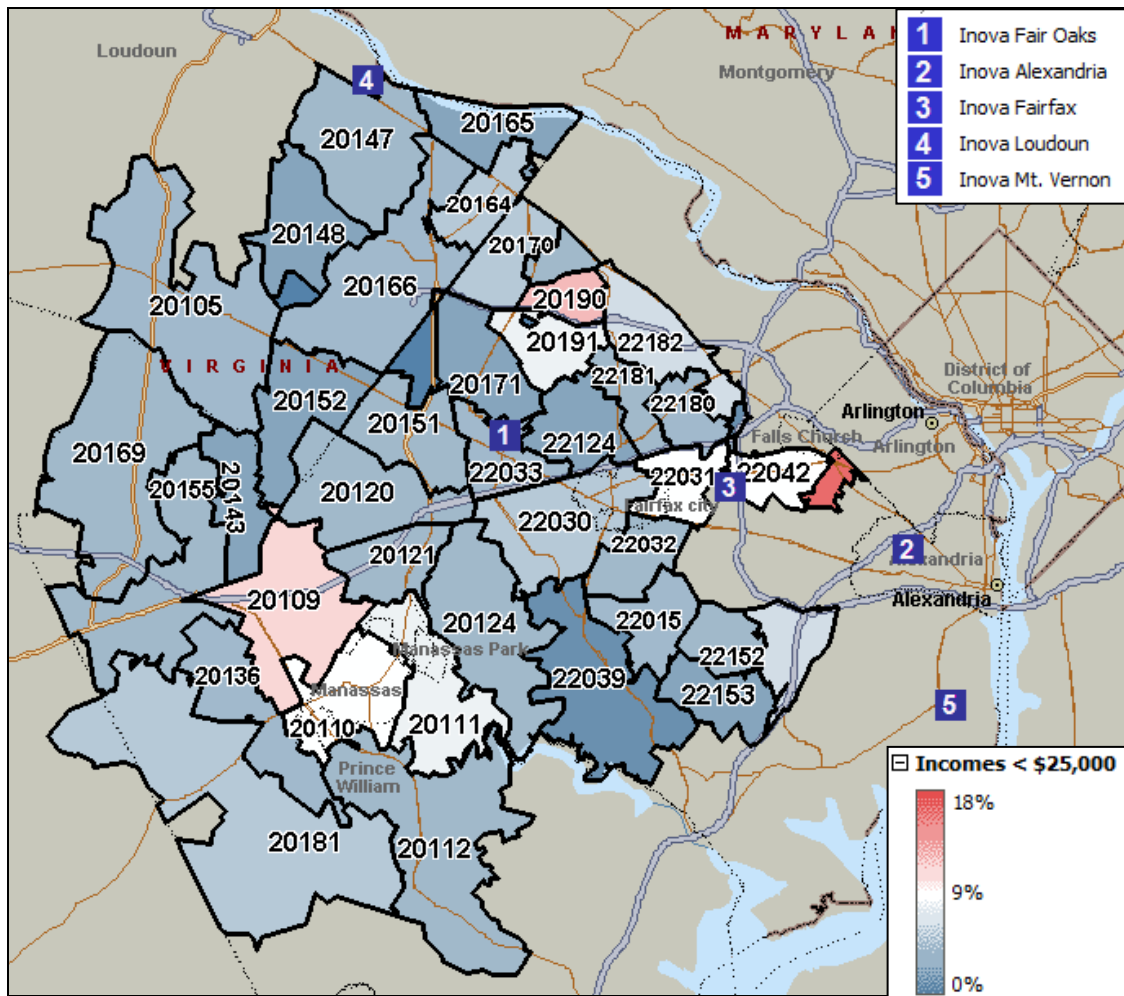 Loudoun
MARYLAN
Montgomery
1 Inova Fair Oaks
2 Inova Alexandria
3 Inova Fairfax
4 Inova Loudoun
5 Inova Mt. Vernon
4
20147
20165
20164
20148
20170
20166
20105
20190
20191
22182
VIRGINIA
20171
22181
District of
Columbia
20152
20151
22180
Arlington
1
22124
Falls Church
Arlington
20169
22033
22031
22042
20155
20143
20120
3
Fairfax city
22030
22032
2
Alexandria
20121
Alexandria
20109
20124
22015
Manassas Park
22152
20136
22039
22153
Manassas
5
20110
20111
Prince
William
20181
20112
Incomes < $25,000
18%
9%
0%